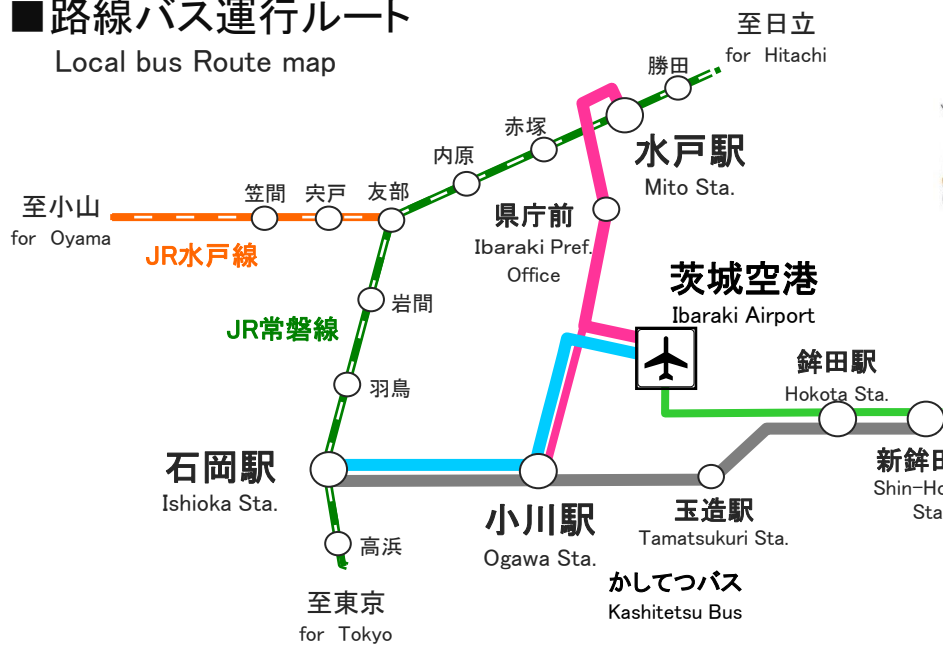 ■路線バス運行ルート
Local bus Route map
至日立
for Hitachi
勝田
赤塚
水戸駅
Mito Sta.
内原
友部
宍戸
笠間
至小山
for Oyama
JR水戸線
県庁前
Ibaraki Pref.
Office
茨城空港
Ibaraki Airport
岩間
JR常磐線
羽鳥
鉾田駅
Hokota Sta.
石岡駅
Ishioka Sta.
小川駅
Ogawa Sta.
玉造駅
Tamatsukuri Sta.
新鉾田
Shin-Ho
Sta
高浜
かしてつバス
Kashitetsu Bus
至東京
for Tokyo